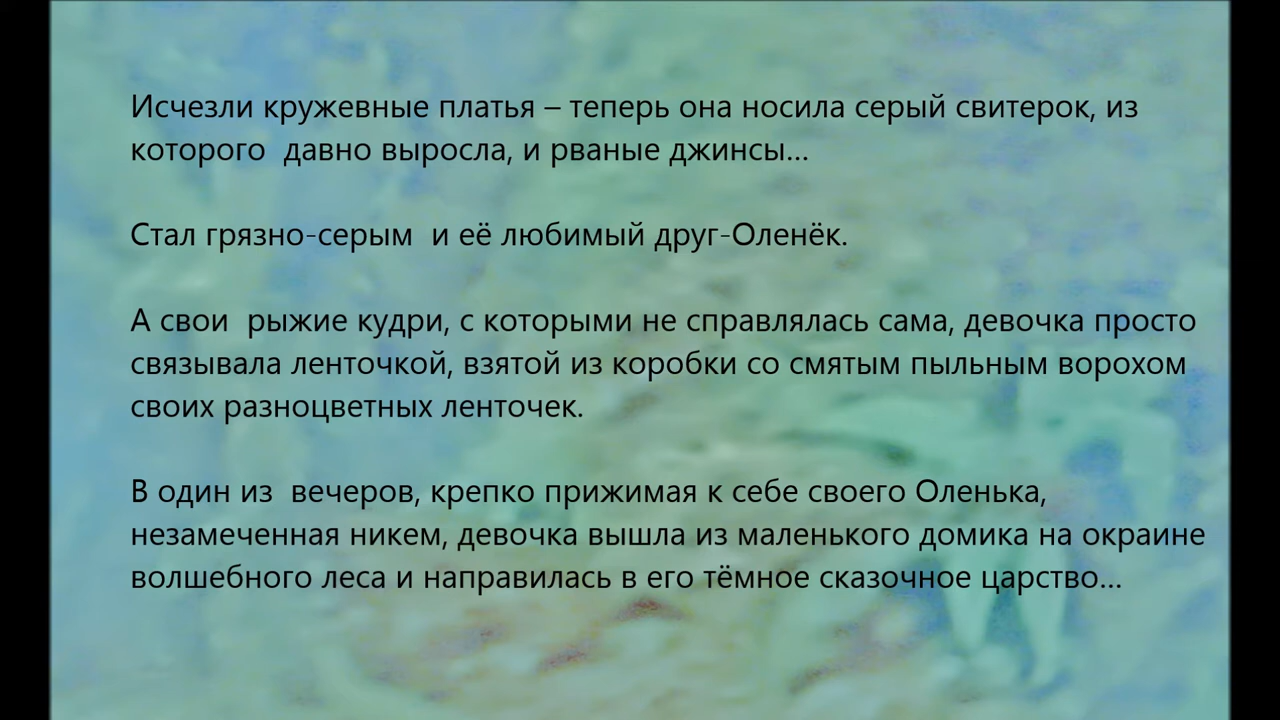 Исчезли кружевные платья – теперь она носила серый свитерок, из
которого  давно выросла, и рваные джинсы…
Стал грязно-серым  и её любимый друг-Оленёк.
А свои  рыжие кудри, с которыми не справлялась сама, девочка просто
связывала ленточкой, взятой из коробки со смятым пыльным ворохом
своих разноцветных ленточек.
В один из  вечеров, крепко прижимая к себе своего Оленька,
незамеченная никем, девочка вышла из маленького домика на окраине
волшебного леса и направилась в его тёмное сказочное царство…